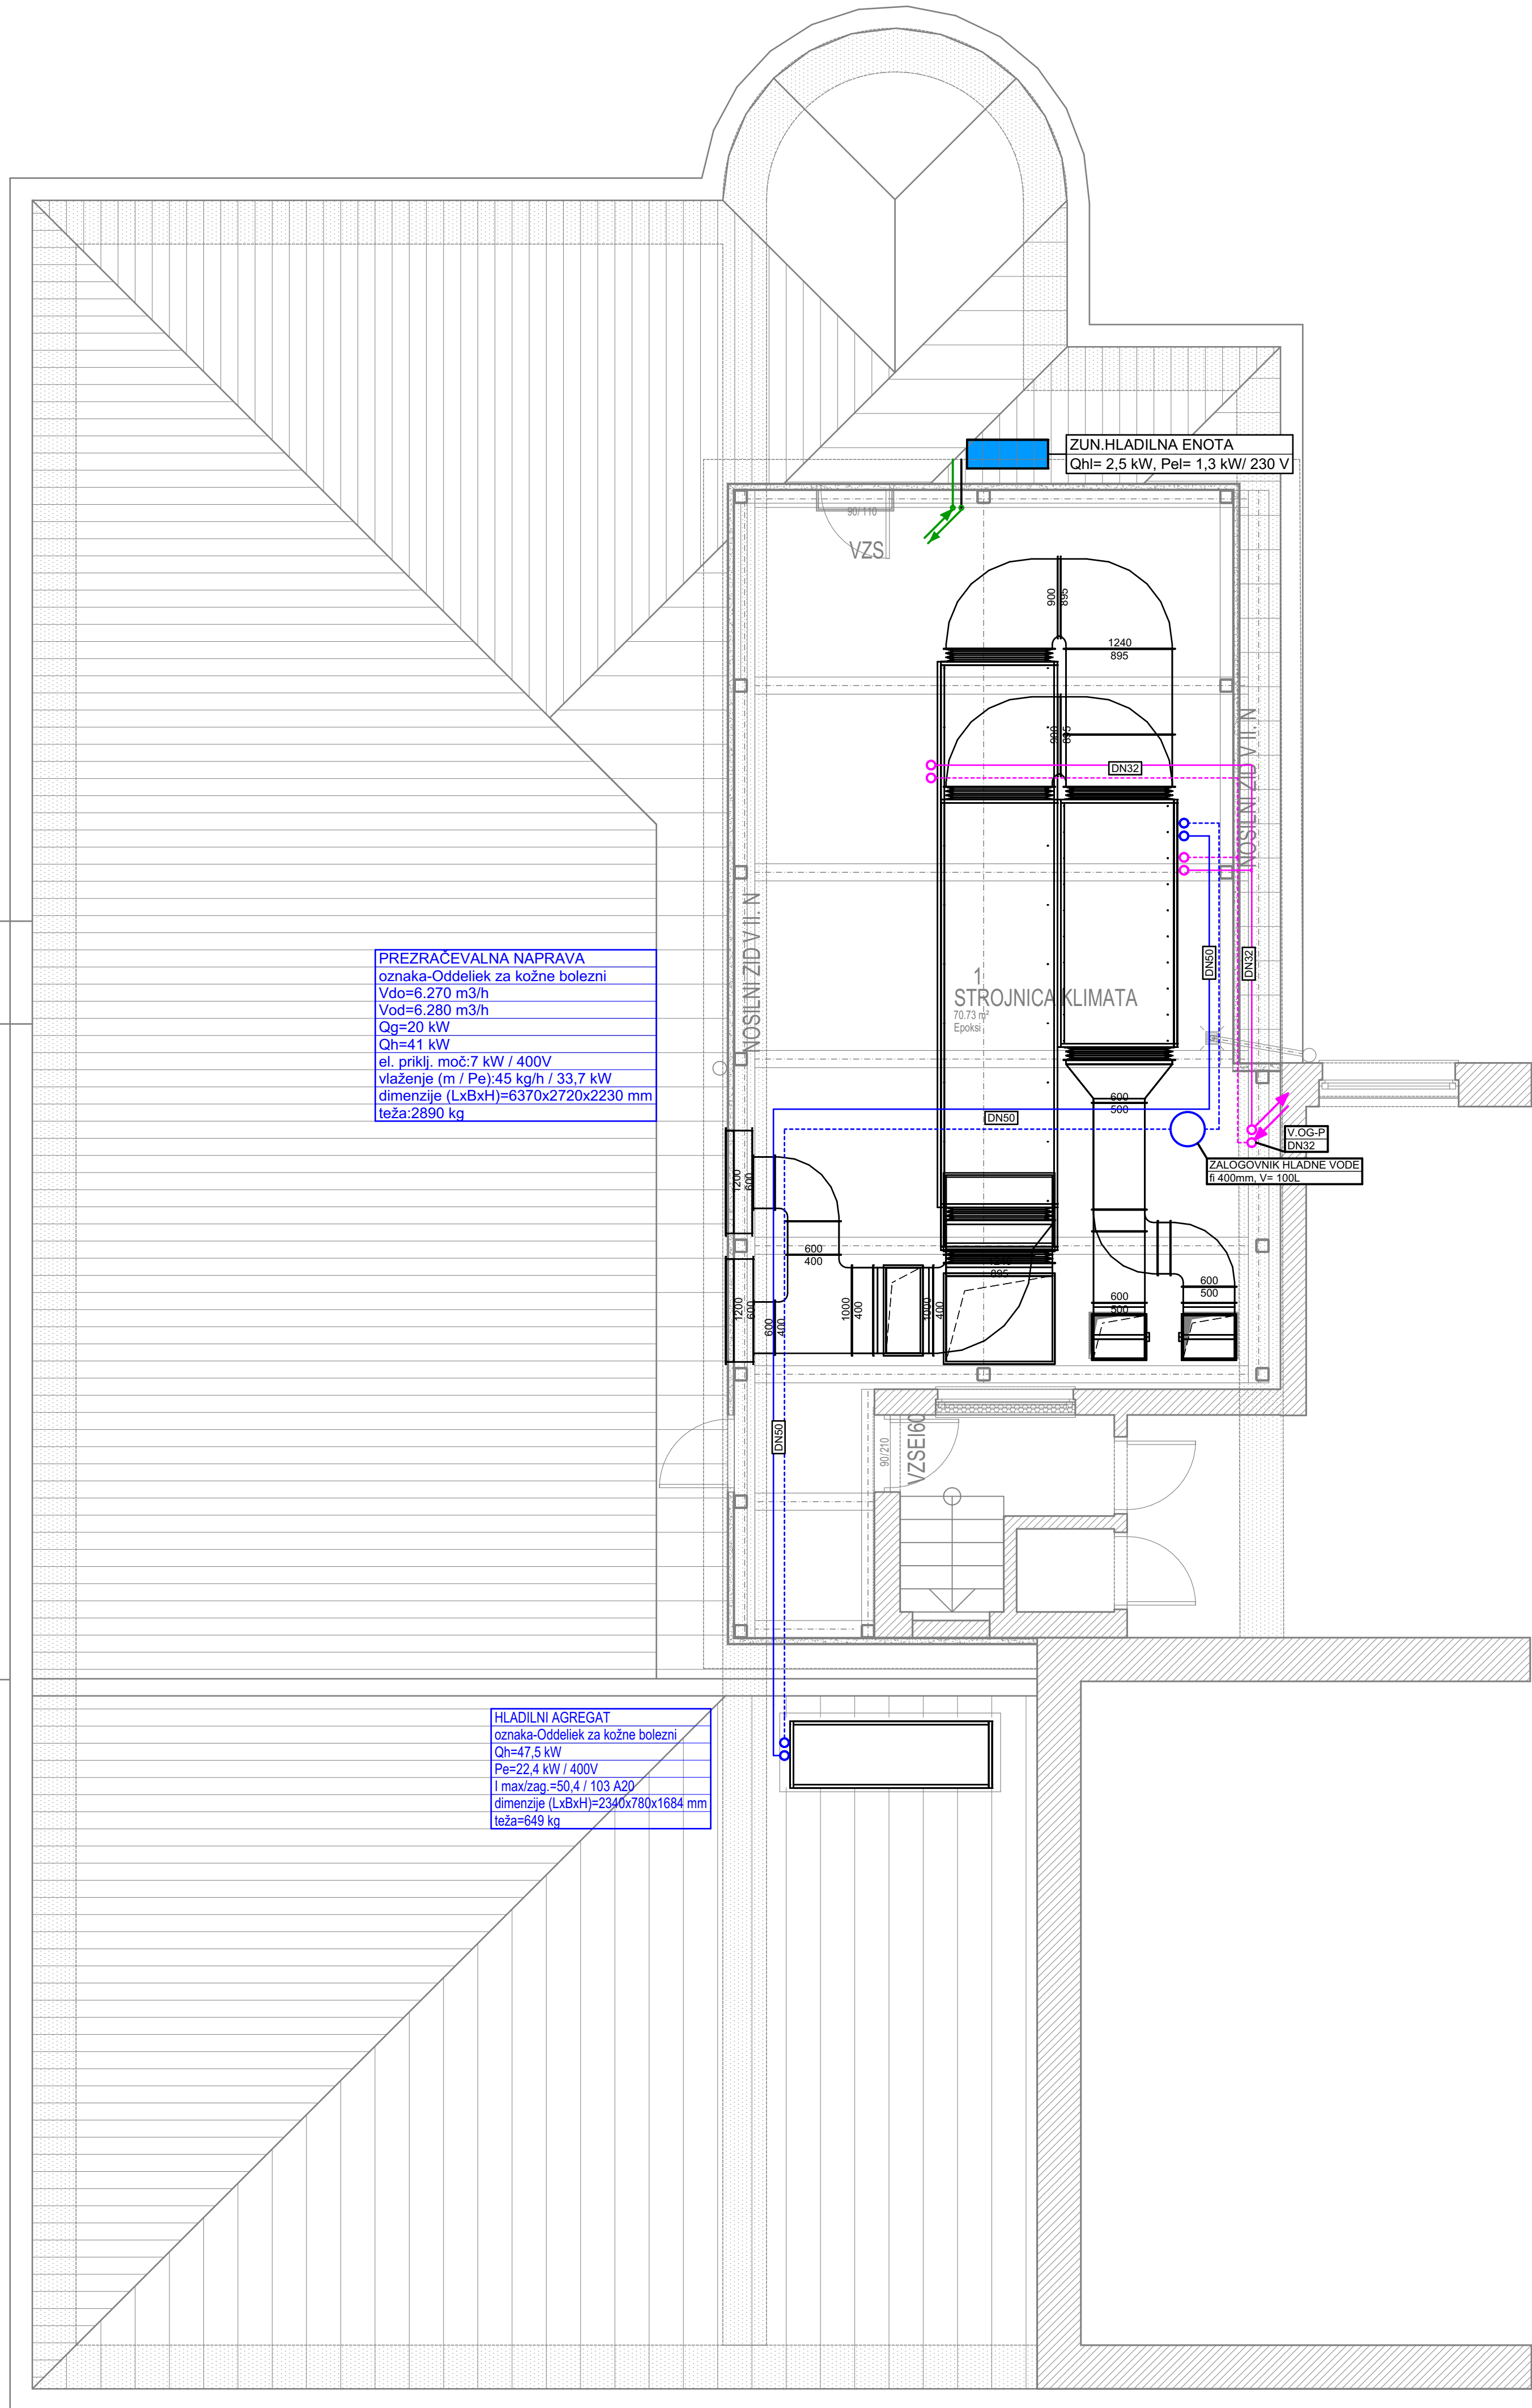 ZUN.HLADILNA ENOTA
Qhl= 2,5 kW, Pel= 1,3 kW/ 230 V
90/110
VZS
900
895
1240
895
900
895
DN32
NOSILNI ZID V II. N
NOSILNI ZID V II. N
PREZRAČEVALNA NAPRAVA
oznaka-Oddeliek za kožne bolezni
Vdo=6.270 m3/h
Vod=6.280 m3/h
Qg=20 kW
Qh=41 kW
el. priklj. moč:7 kW / 400V
vlaženje (m / Pe):45 kg/h / 33,7 kW
dimenzije (LxBxH)=6370x2720x2230 mm
teža:2890 kg
1
STROJNICA KLIMATA
70.73 m²
Epoksi
DN50
DN32
600
500
DN50
V.OG-P
DN32
ZALOGOVNIK HLADNE VODE
fi 400mm, V= 100L
1200
600
600
400
1240
895
1200
600
600
400
1000
400
1000
400
600
500
600
500
DN50
90/210
VZSEI60
HLADILNI AGREGAT
oznaka-Oddeliek za kožne bolezni
Qh=47,5 kW
Pe=22,4 kW / 400V
I max/zag.=50,4 / 103 A20
dimenzije (LxBxH)=2340x780x1684 mm
teža=649 kg